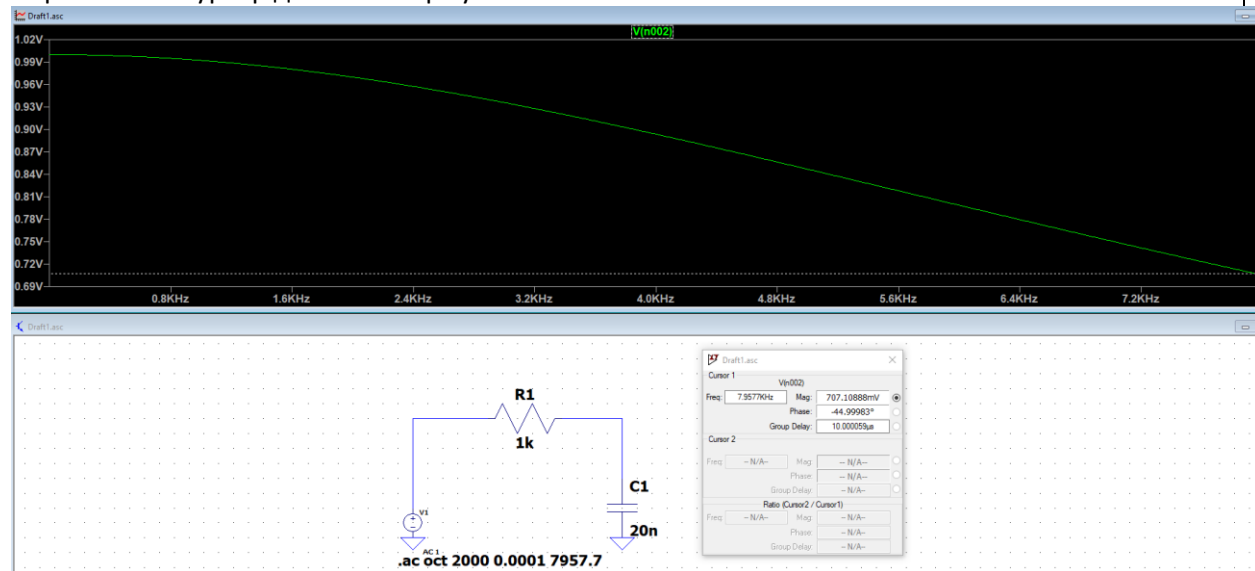 Draft1.asc
V(n002)
1.02V
0.99V
0.96V
0.93V
0.90V
0.87V
0.84V
0.81V
0.78V
0.75V
0.72V
0.69V
0.8KHz 1.6KHz 2.4KHz 3.2KHz 4.0KHz 4.8KHz 5.6KHz 6.4KHz 7.2KHz
Draft1.asc
R1
1k
C1
20n
V1
AC 1
.ac oct 2000 0.0001 7957.7
Draft1.asc
Cursor 1
V(n002)
Freq: 7.9577KHz Mag: 707.10888mV
Phase: -44.99983°
Group Delay: 10.000059µs
Cursor 2
Freq: -- N/A-- Mag: -- N/A--
Phase: -- N/A--
Group Delay: -- N/A--
Ratio (Cursor2 / Cursor1)
Freq: -- N/A-- Mag: -- N/A--
Phase: -- N/A--
Group Delay: -- N/A--